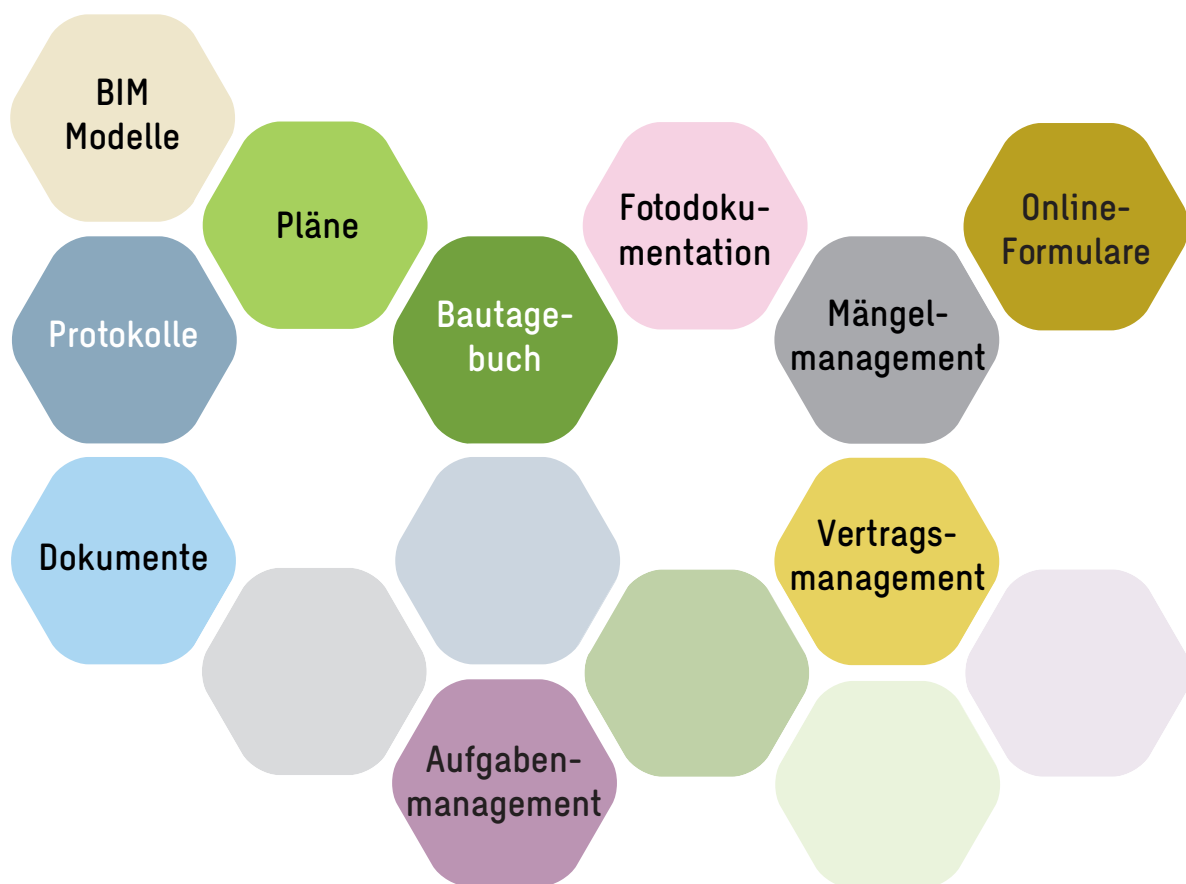 BIM
Modelle
Pläne
Fotodoku-
mentation
Online-
Formulare
Protokolle
Bautage-
buch
Mängel-
management
Dokumente
Vertrags-
management
Aufgaben-
management